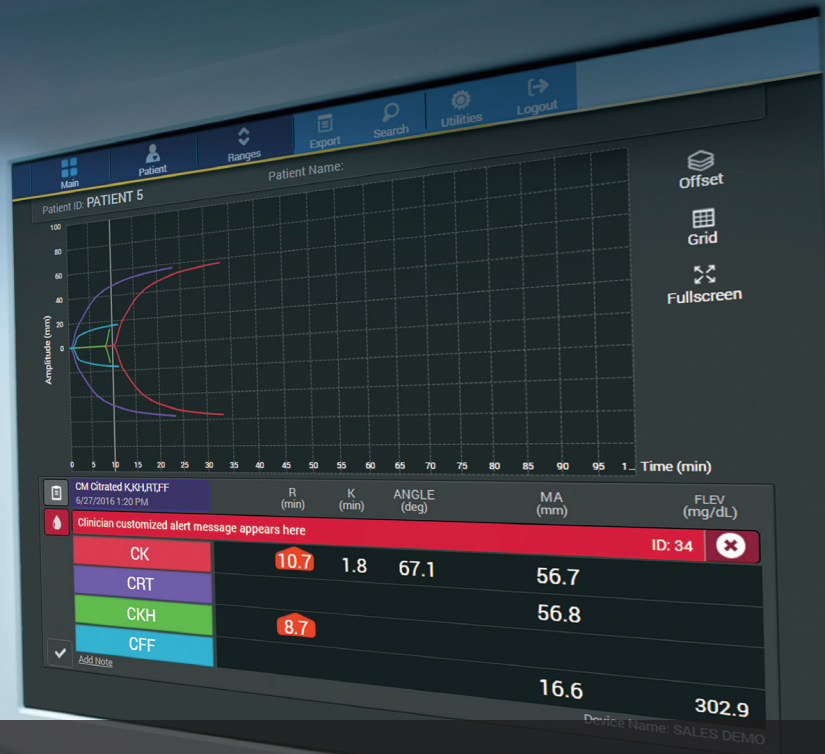 Main
Patient
Ranges
Export
Search
Utilities
Logout
Patient ID: PATIENT 5
Patient Name:
Offset
Grid
Fullscreen
Amplitude (mm)
100
80
60
40
20
0
0 5 10 15 20 25 30 35 40 45 50 55 60 65 70 75 80 85 90 95 1... Time (min)
CM Citrated K,KH,RT,FF
6/27/2016 1:20 PM
R (min)
K (min)
ANGLE (deg)
MA (mm)
FLEV (mg/dL)
Clinician customized alert message appears here
ID: 34
CK 10.7 1.8 67.1 56.7
CRT 56.8
CKH 8.7
CFF 16.6 302.9
Add Note
Device Name: SALES DEMO